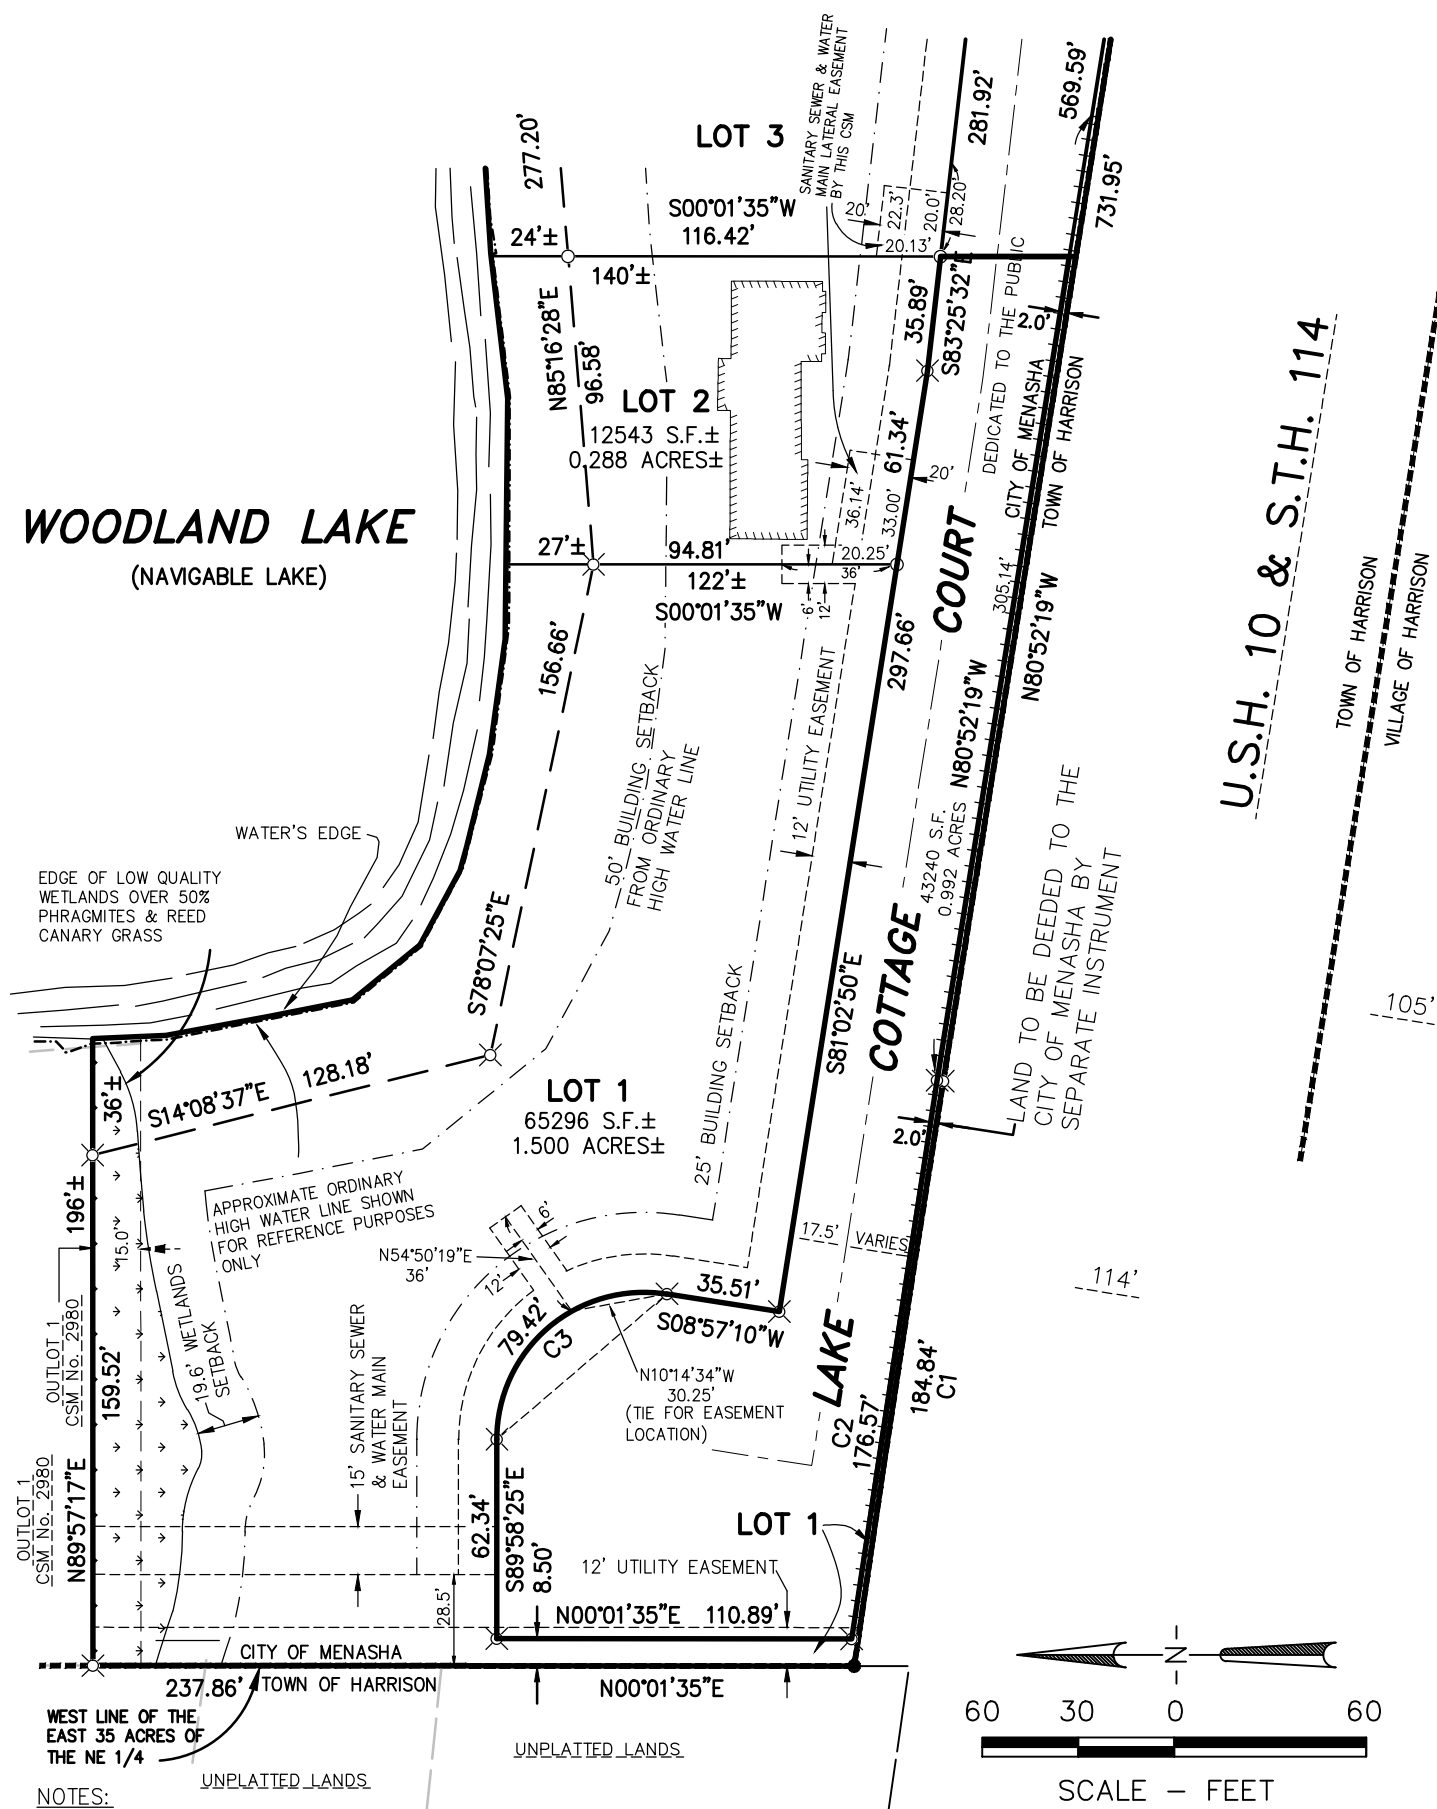 SANITARY SEWER & WATER
MAIN LATERAL EASEMENT
BY THIS CSM
277.20'
LOT 3
281.92'
569.59'
731.95'
S00°01'35"W
116.42'
24'±
140'±
20'
22.3'
20.0'
28.20'
20.13'
N85°16'28"E
96.58'
35.89'
S83°25'32"E
DEDICATED TO THE PUBLIC
2.0'
CITY OF MENASHA
TOWN OF HARRISON
LOT 2
12543 S.F.±
0.288 ACRES±
61.34'
20'
36.14'
33.00'
WOODLAND LAKE
(NAVIGABLE LAKE)
27'±
94.81'
122'±
S00°01'35"W
20.25'
36'
6'
12'
COURT
305.14'
N80°52'19"W
N80°52'19"W
U.S.H. 10 & S.T.H. 114
TOWN OF HARRISON
VILLAGE OF HARRISON
156.66'
297.66'
50' BUILDING SETBACK
FROM ORDINARY
HIGH WATER LINE
12' UTILITY EASEMENT
WATER'S EDGE
EDGE OF LOW QUALITY
WETLANDS OVER 50%
PHRAGMITES & REED
CANARY GRASS
43240 S.F.
0.992 ACRES
S78°07'25"E
S81°02'50"E
COTTAGE
25' BUILDING SETBACK
LAND TO BE DEEDED TO THE
CITY OF MENASHA BY
SEPARATE INSTRUMENT
105'
36'±
S14°08'37"E
128.18'
LOT 1
65296 S.F.±
1.500 ACRES±
2.0'
196'±
15.0'
APPROXIMATE ORDINARY
HIGH WATER LINE SHOWN
FOR REFERENCE PURPOSES
ONLY
N54°50'19"E
36'
6'
12'
17.5'
VARIES
114'
35.51'
S08°57'10"W
79.42'
C3
OUTLOT 1
CSM No. 2980
159.52'
19.6' WETLANDS
SETBACK
15' SANITARY SEWER
& WATER MAIN
EASEMENT
N10°14'34"W
30.25'
(TIE FOR EASEMENT
LOCATION)
LAKE
C2
176.57'
184.84'
C1
OUTLOT 1
CSM No. 2980
N89°57'17"E
62.34'
S89°58'25"E
8.50'
LOT 1
12' UTILITY EASEMENT
28.5'
N00°01'35"E 110.89'
CITY OF MENASHA
TOWN OF HARRISON
237.86'
N00°01'35"E
WEST LINE OF THE
EAST 35 ACRES OF
THE NE 1/4
UNPLATTED LANDS
UNPLATTED LANDS
N
60 30 0 60
SCALE – FEET
NOTES: